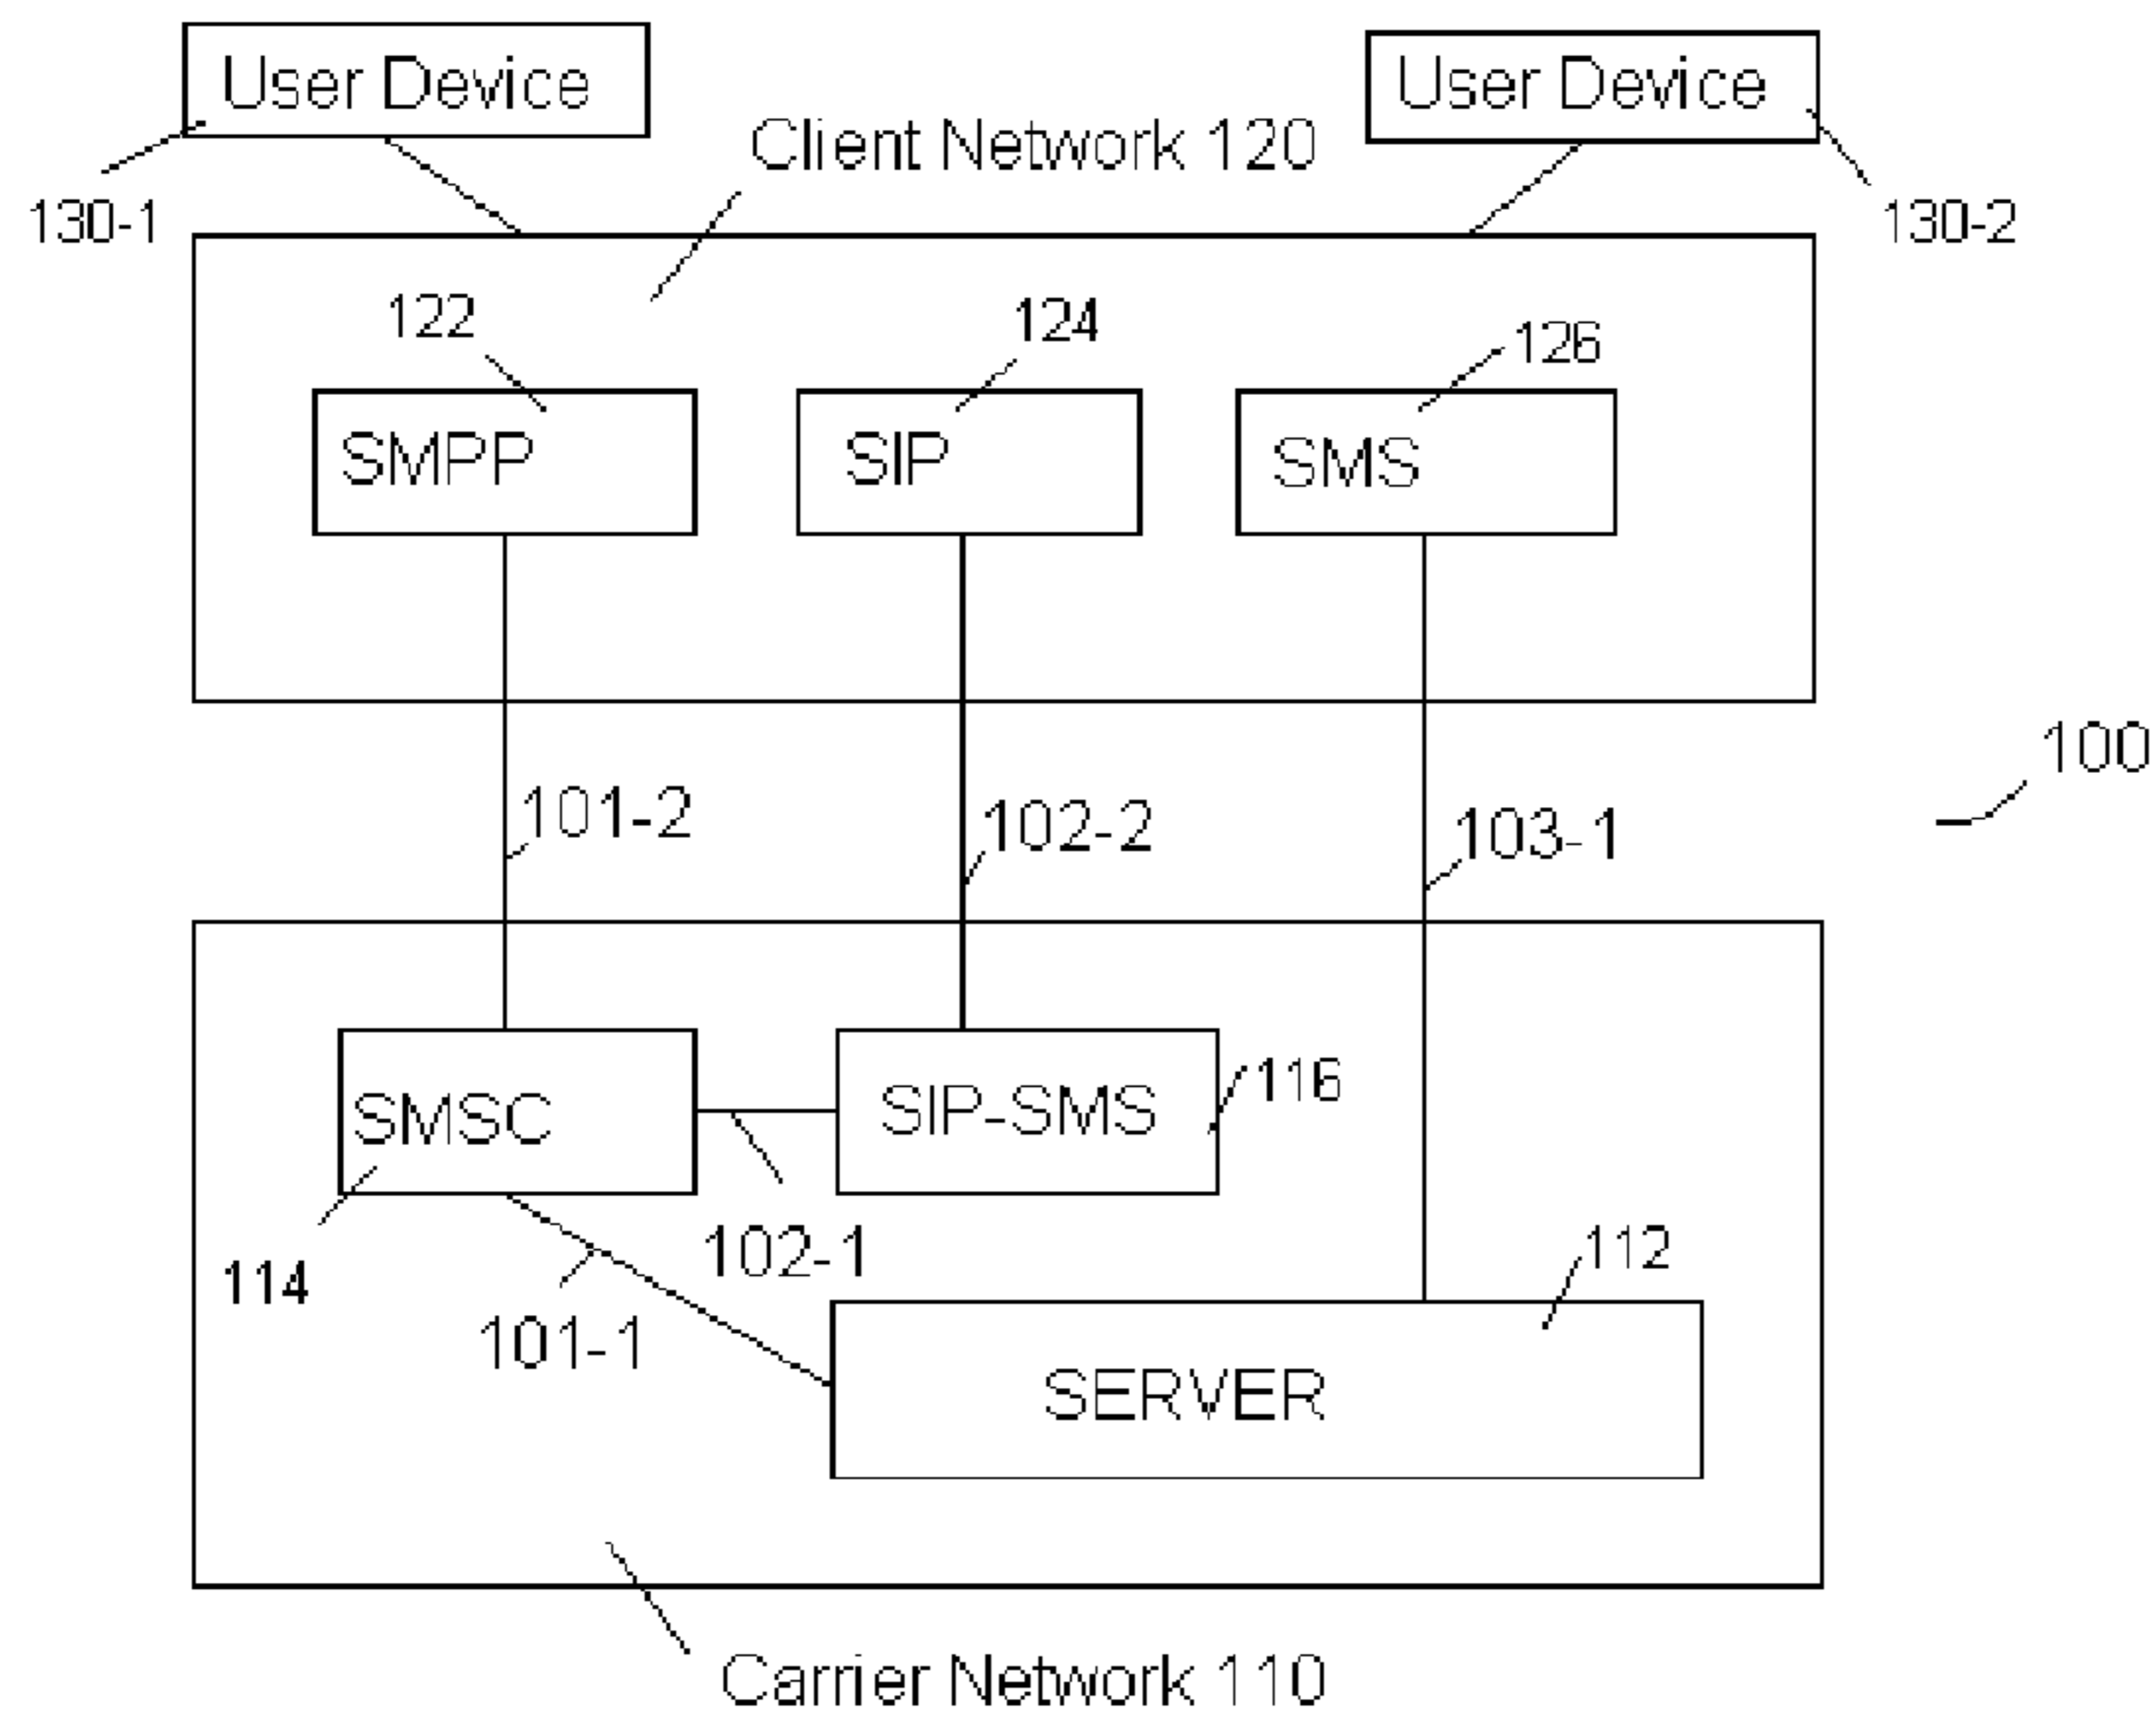 User Device
User Device
Client Network 120
130-1
130-2
122
124
126
SMPP
SIP
SMS
100
101-2
102-2
103-1
SMSC
SIP-SMS
116
114
102-1
112
101-1
SERVER
Carrier Network 110